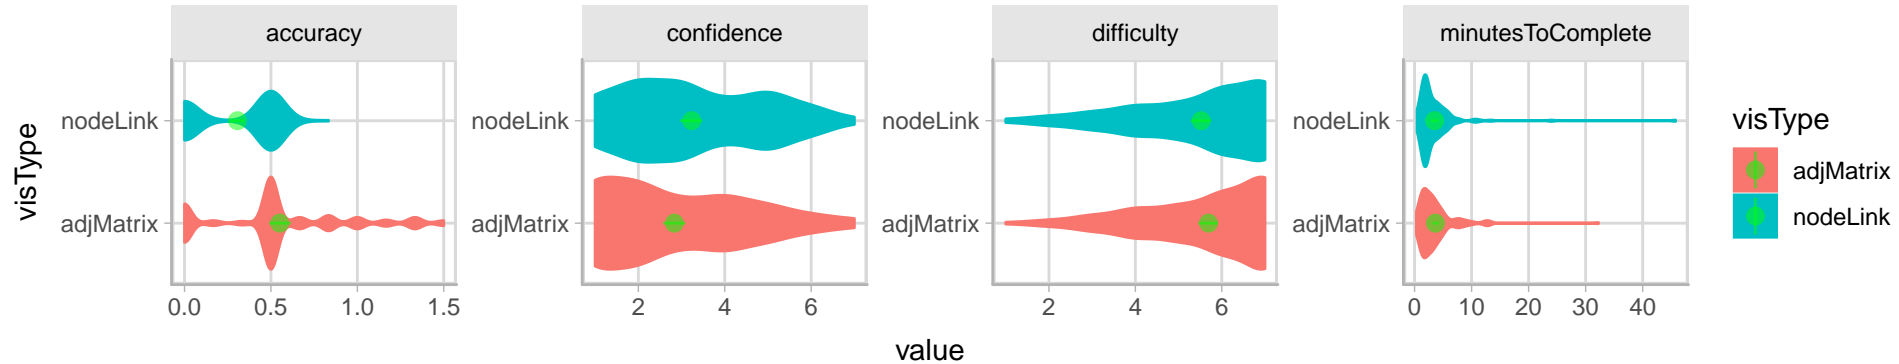 accuracy
confidence
difficulty
minutesToComplete
visType
nodeLink
adjMatrix
nodeLink
adjMatrix
nodeLink
adjMatrix
nodeLink
adjMatrix
0.0 0.5 1.0 1.5
2 4 6
2 4 6
0 10 20 30 40
value
visType
adjMatrix
nodeLink